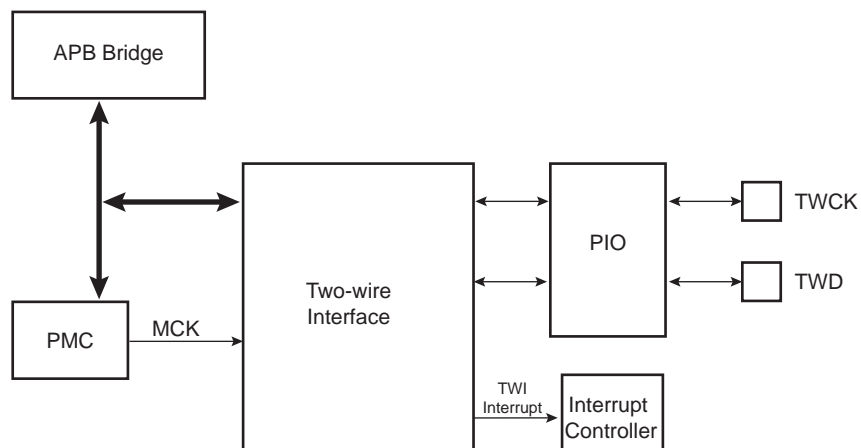 APB Bridge
TWCK
PIO
TWD
Two-wire
Interface
MCK
PMC
TWI
Interrupt
Interrupt
Controller